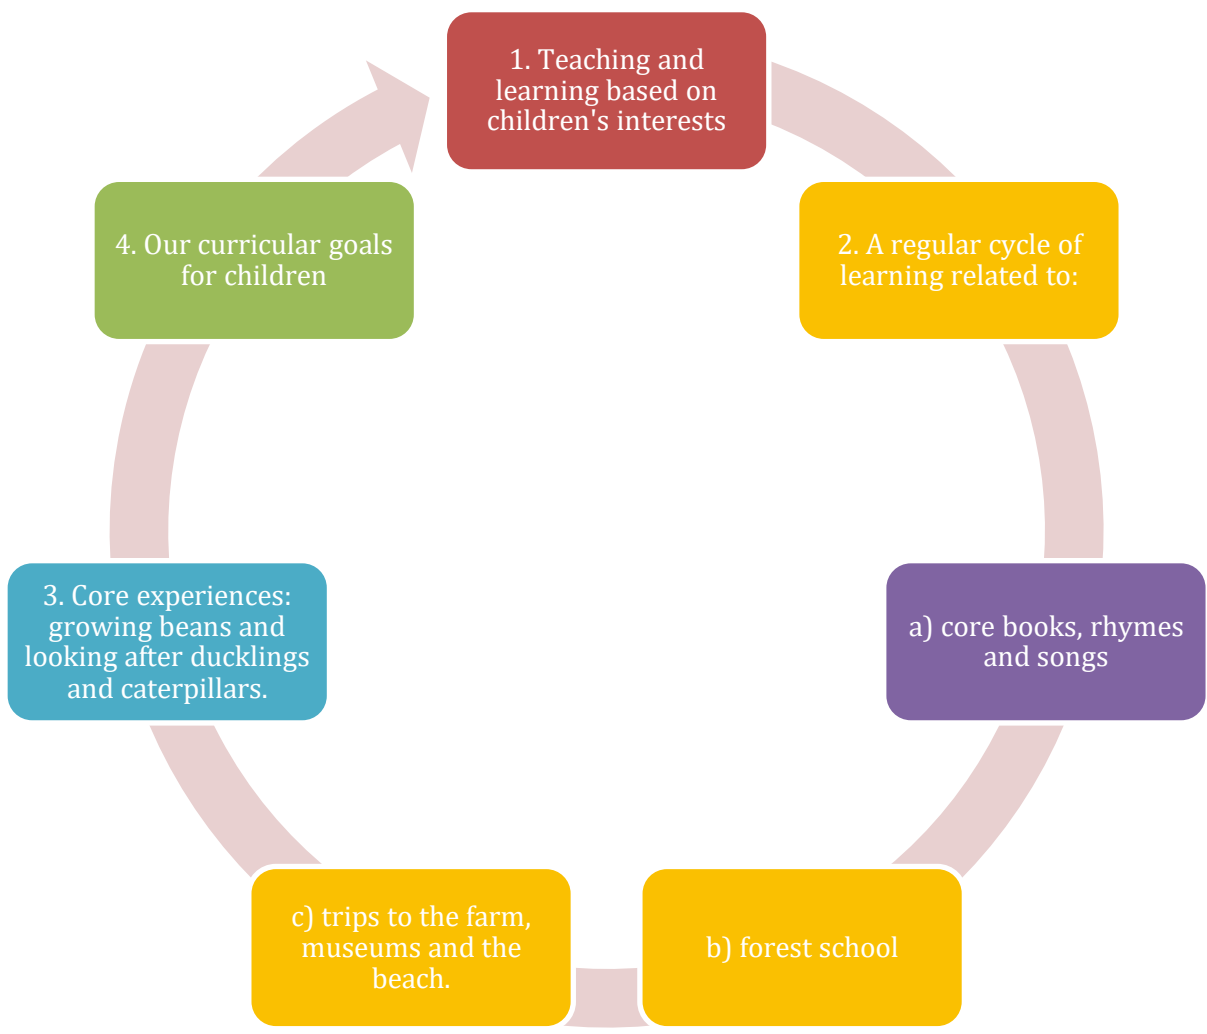 1. Teaching and
learning based on
children's interests
2. A regular cycle of
learning related to:
a) core books, rhymes
and songs
b) forest school
c) trips to the farm,
museums and the
beach.
3. Core experiences:
growing beans and
looking after ducklings
and caterpillars.
4. Our curricular goals
for children